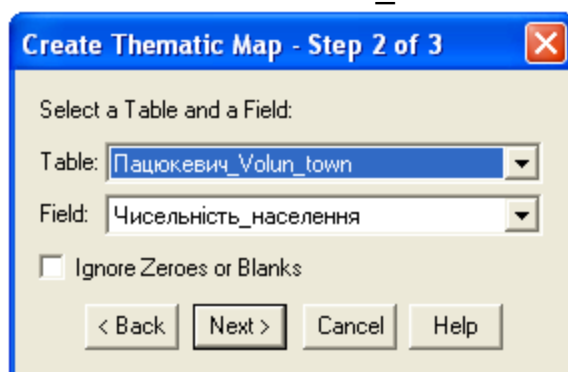 Create Thematic Map - Step 2 of 3
Select a Table and a Field:
Table: Пацюкевич_Volun_town
Field: Чисельність_населення
Ignore Zeroes or Blanks
< Back Next > Cancel Help